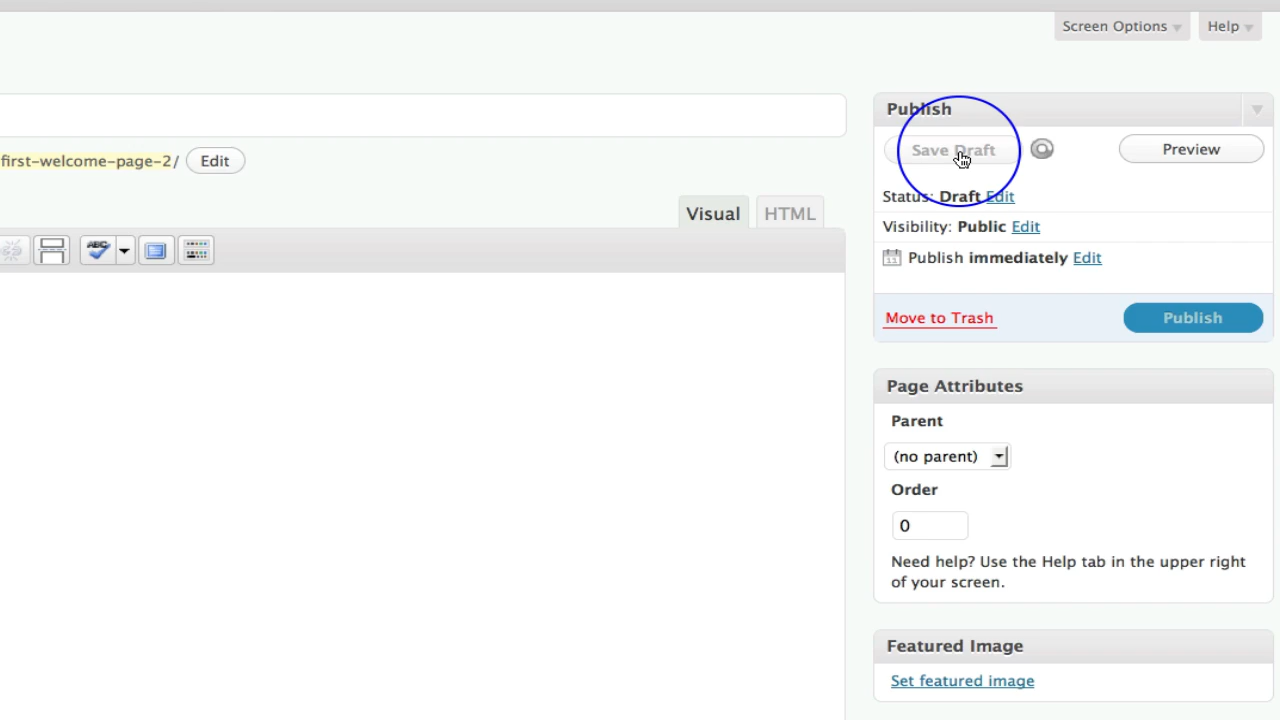 Screen Options Help
Publish
first-welcome-page-2/ Edit
Save Draft Preview
Status: Draft Edit
Visual HTML
Visibility: Public Edit
ABC
11 Publish immediately Edit
Move to Trash Publish
Page Attributes
Parent
(no parent)
Order
0
Need help? Use the Help tab in the upper right
of your screen.
Featured Image
Set featured image